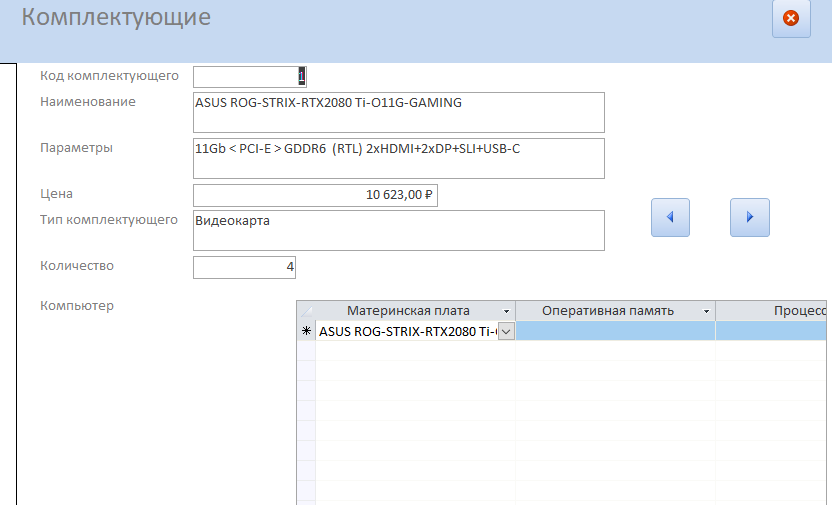 Комплектующие
Код комплектующего 1
Наименование ASUS ROG-STRIX-RTX2080 Ti-O11G-GAMING
Параметры 11Gb < PCI-E > GDDR6 (RTL) 2xHDMI+2xDP+SLI+USB-C
Цена 10 623,00 ₽
Тип комплектующего Видеокарта
Количество 4
Компьютер
Материнская плата Оперативная память Процесс
ASUS ROG-STRIX-RTX2080 Ti-